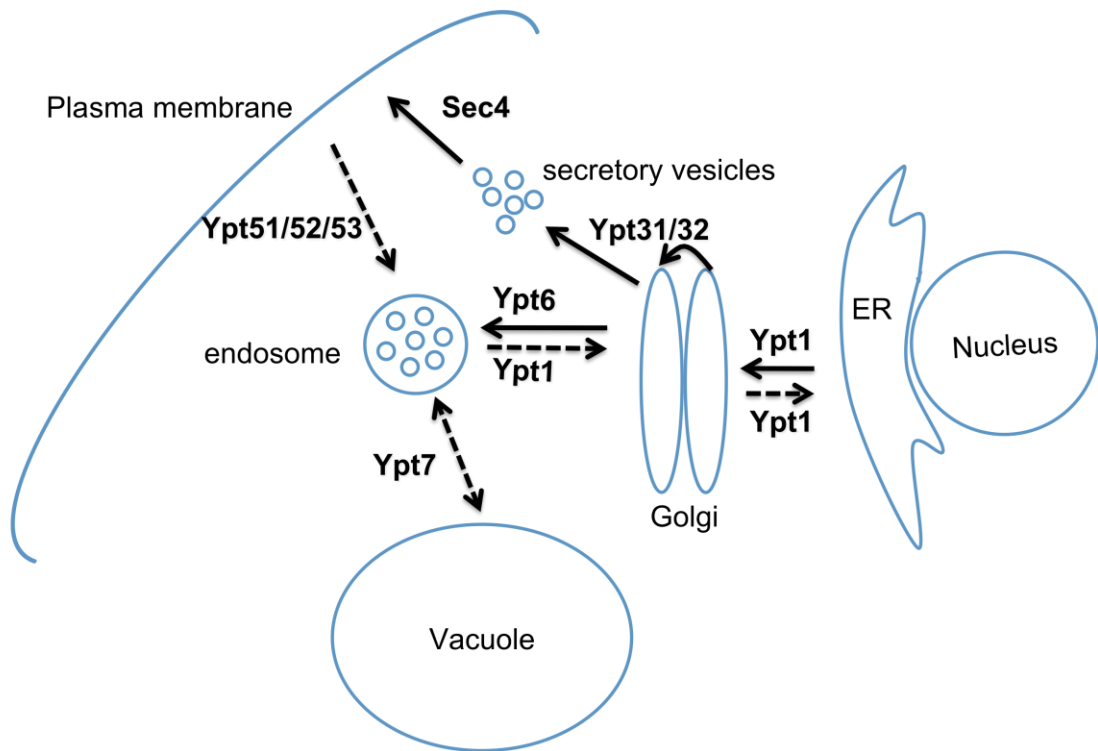 Plasma membrane
Sec4
secretory vesicles
Ypt51/52/53
Ypt31/32
Ypt6
ER
endosome
Ypt1
Ypt1
Nucleus
Ypt1
Ypt7
Golgi
Vacuole